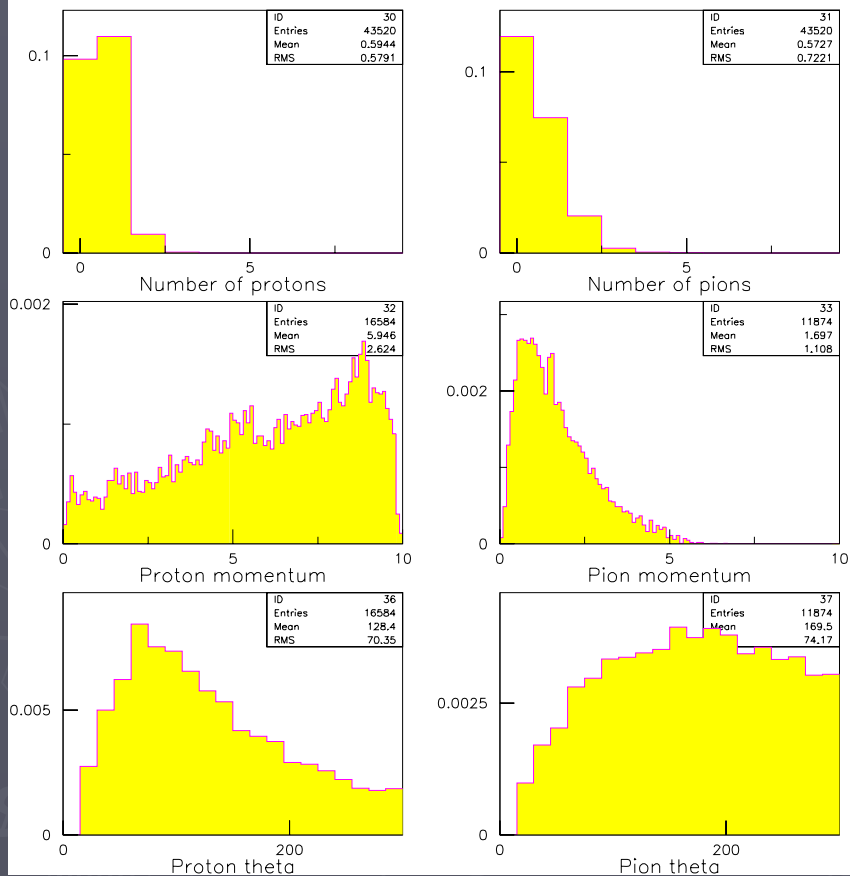 ID 30
Entries 43520
Mean 0.5944
RMS 0.5791
0.1
0
0 5
Number of protons
ID 31
Entries 43520
Mean 0.5727
RMS 0.7221
0.1
0
0 5
Number of pions
ID 32
Entries 16584
Mean 5.946
RMS 2.624
0.002
0
0 5 10
Proton momentum
ID 33
Entries 11874
Mean 1.697
RMS 1.108
0.002
0
0 5 10
Pion momentum
ID 36
Entries 16584
Mean 128.4
RMS 70.35
0.005
0
0 200
Proton theta
ID 37
Entries 11874
Mean 169.5
RMS 74.17
0.0025
0
0 200
Pion theta